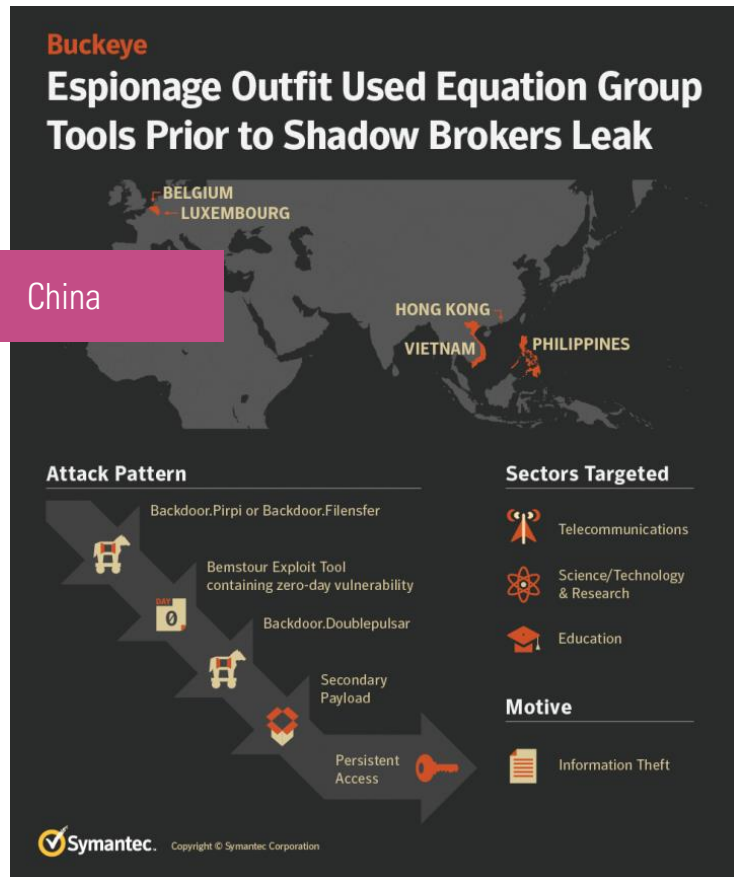 Buckeye
Espionage Outfit Used Equation Group
Tools Prior to Shadow Brokers Leak
BELGIUM
LUXEMBOURG
China
HONG KONG
VIETNAM
PHILIPPINES
Attack Pattern
Backdoor.Pirpi or Backdoor.Filensfer
Bemstour Exploit Tool
containing zero-day vulnerability
DAY
0
Backdoor.Doublepulsar
Secondary
Payload
Persistent
Access
Sectors Targeted
Telecommunications
Science/Technology
& Research
Education
Motive
Information Theft
Symantec.
Copyright © Symantec Corporation